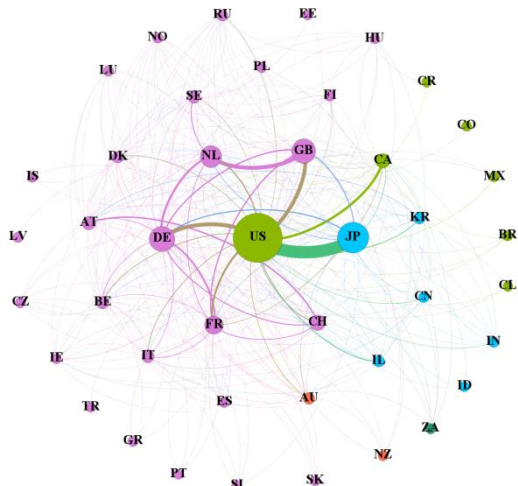 RU
EE
NO
HU
PL
LU
CR
SE
FI
CO
DK
NL
GB
CA
IS
MX
AT
KR
LV
DE
US
JP
BR
CZ
BE
CN
CL
FR
CH
IE
IT
IL
IN
TR
ES
AU
ID
GR
ZA
PT
NZ
SI
SK